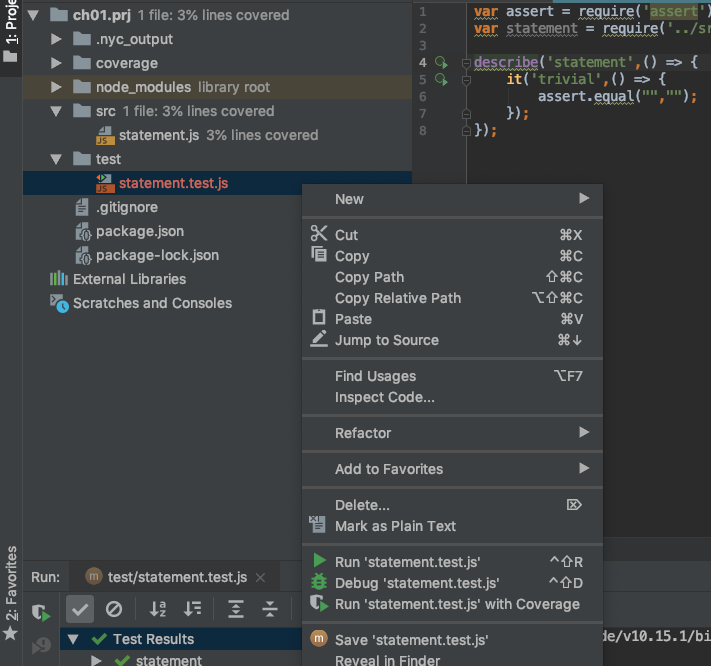 1: Proje
ch01.prj 1 file: 3% lines covered
.nyc_output
coverage
node_modules library root
src 1 file: 3% lines covered
JS statement.js 3% lines covered
test
JS statement.test.js
.gitignore
package.json
package-lock.json
External Libraries
Scratches and Consoles
1 var assert = require('assert')
2 var statement = require('../sr
3
4 describe('statement',() => {
5 it('trivial',() => {
6 assert.equal("","");
7 });
8 });
New
Cut ⌘X
Copy ⌘C
Copy Path ⇧⌘C
Copy Relative Path ⌥⇧⌘C
Paste ⌘V
Jump to Source ⌘↓
Find Usages ⌥F7
Inspect Code...
Refactor
Add to Favorites
Delete... ⌦
Mark as Plain Text
Run 'statement.test.js' ^⇧R
Debug 'statement.test.js' ^⇧D
Run 'statement.test.js' with Coverage
m Save 'statement.test.js'
Reveal in Finder
2: Favorites
Run: m test/statement.test.js
Test Results
statement
de/v10.15.1/bi